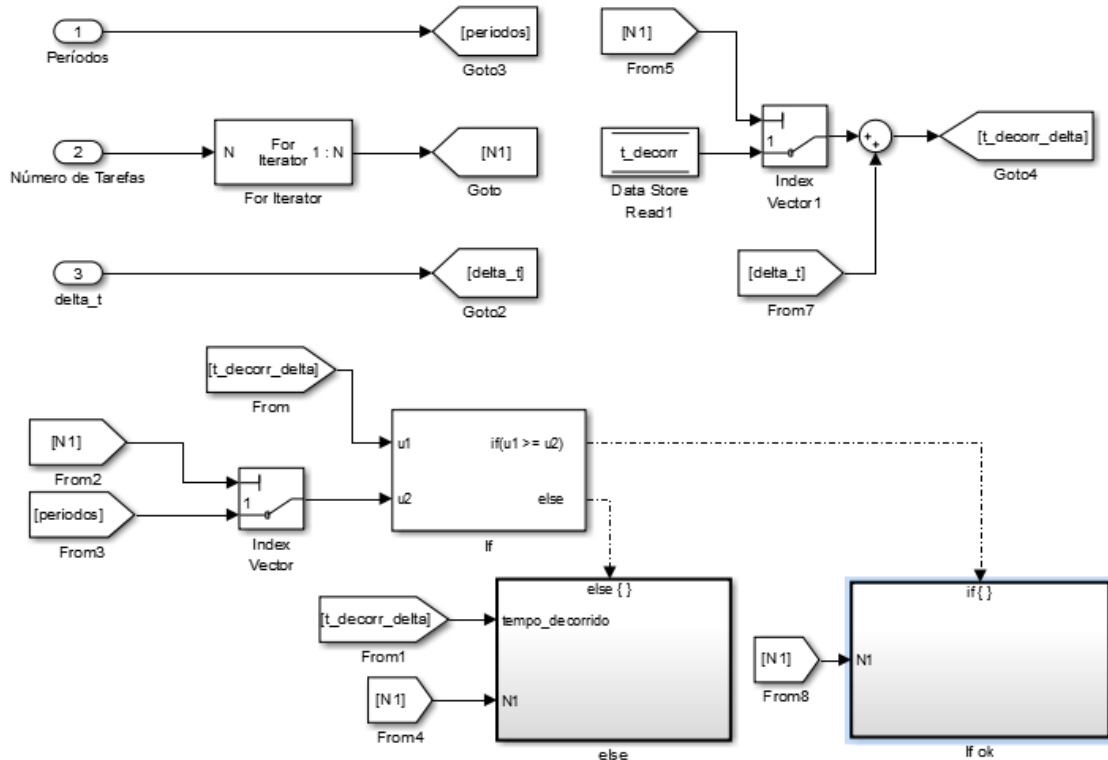 1
Períodos
[periodos]
Goto3
[N1]
From5
2
Número de Tarefas
N
For
Iterator
1 : N
For Iterator
[N1]
Goto
t_decorr
Data Store
Read1
1
Index
Vector1
+
+
[t_decorr_delta]
Goto4
3
delta_t
[delta_t]
Goto2
[delta_t]
From7
[t_decorr_delta]
From
[N1]
From2
[periodos]
From3
1
Index
Vector
u1
if(u1 >= u2)
u2
else
If
else { }
[t_decorr_delta]
tempo_decorrido
From1
[N1]
N1
From4
else
if { }
[N1]
N1
From8
If ok